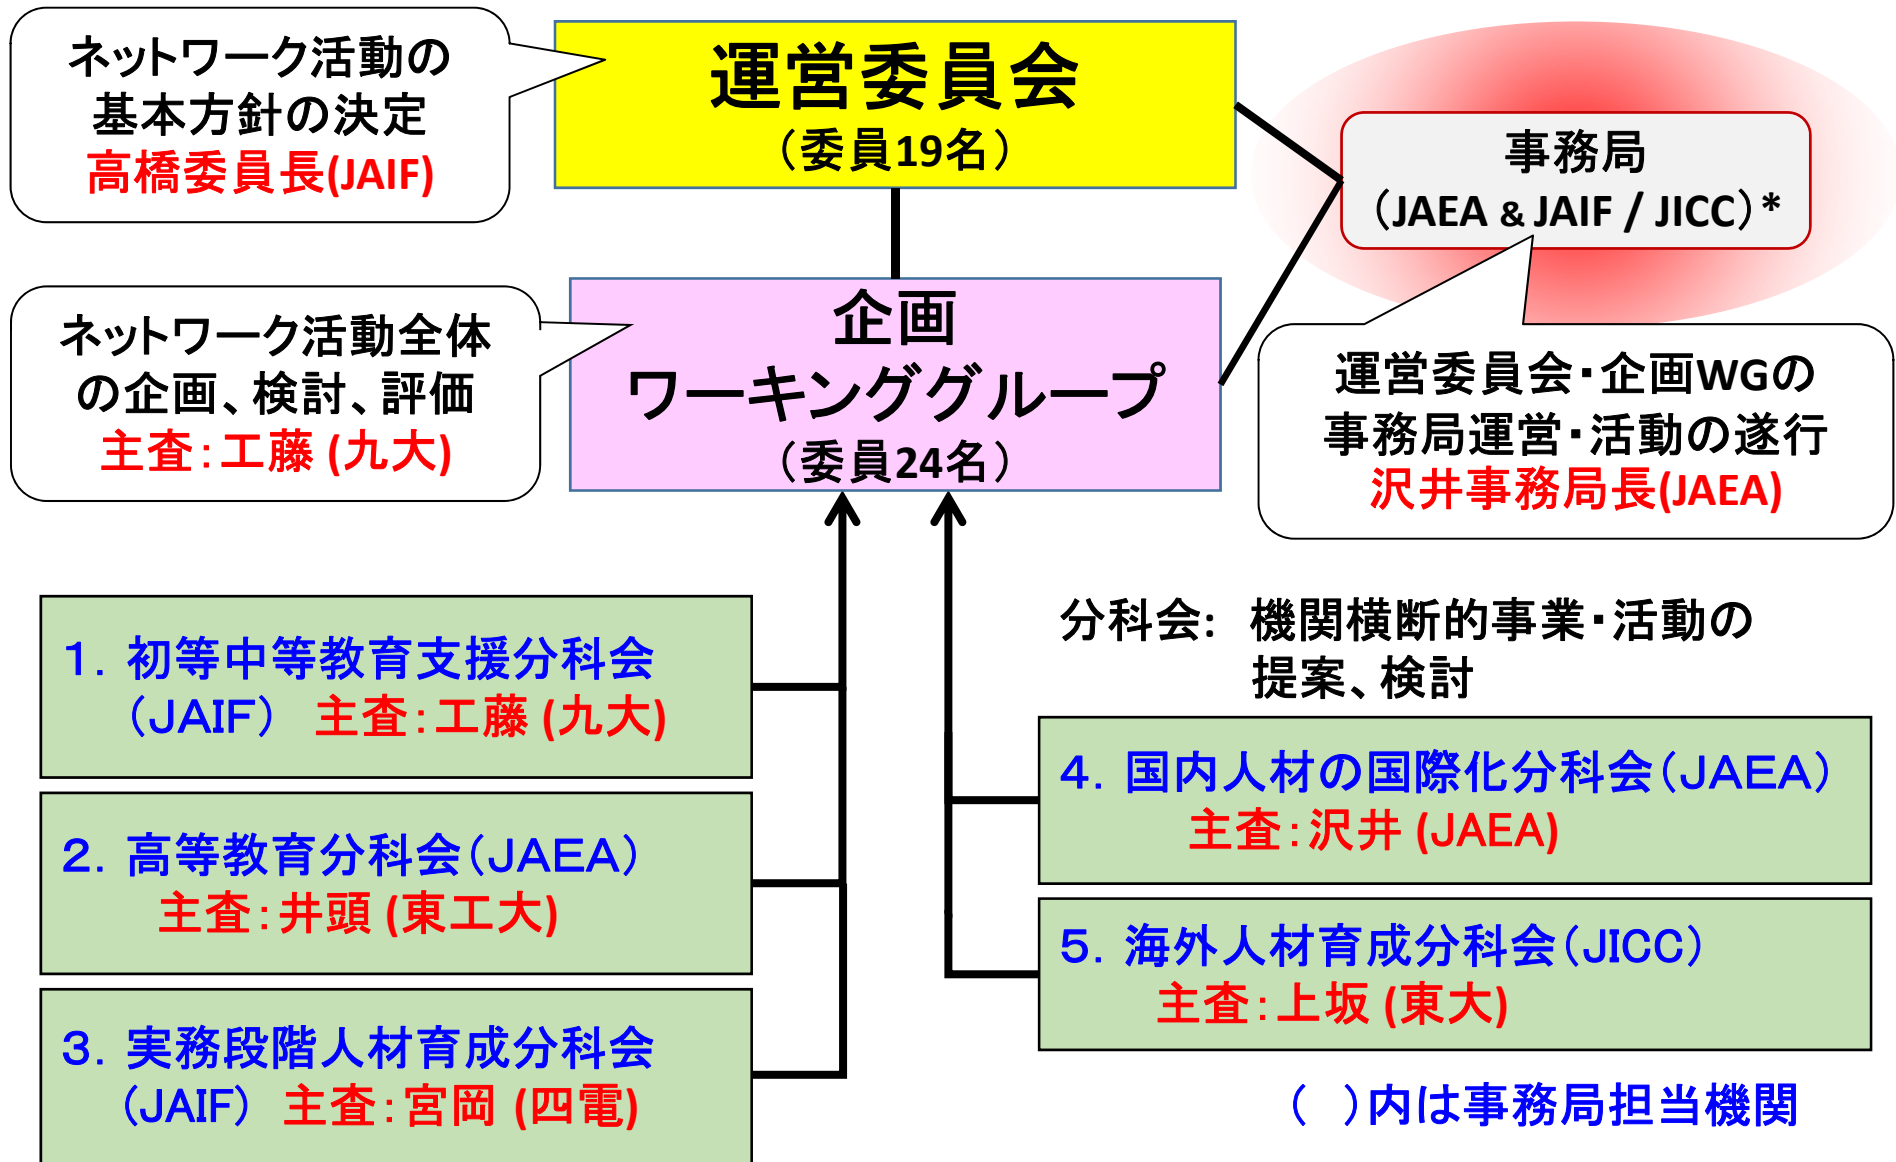 ネットワーク活動の
基本方針の決定
高橋委員長(JAIF)
運営委員会
（委員19名）
事務局
（JAEA & JAIF / JICC）*
ネットワーク活動全体
の企画、検討、評価
主査：工藤 (九大)
企画
ワーキンググループ
（委員24名）
運営委員会・企画WGの
事務局運営・活動の遂行
沢井事務局長(JAEA)
1．初等中等教育支援分科会
（JAIF） 主査：工藤 (九大)
2．高等教育分科会（JAEA）
主査：井頭 (東工大)
3．実務段階人材育成分科会
（JAIF） 主査：宮岡 (四電)
分科会: 機関横断的事業・活動の
提案、検討
4．国内人材の国際化分科会（JAEA）
主査：沢井 (JAEA)
5．海外人材育成分科会（JICC）
主査：上坂 (東大)
（ ）内は事務局担当機関